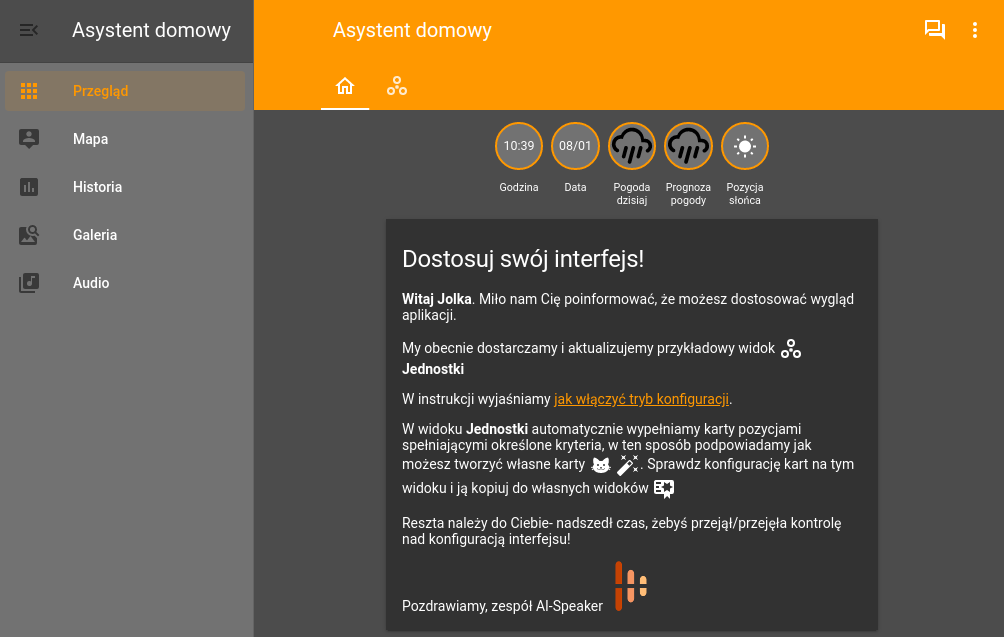 Asystent domowy
Przegląd
Mapa
Historia
Galeria
Audio
Asystent domowy
10:39
08/01
Godzina
Data
Pogoda
dzisiaj
Prognoza
pogody
Pozycja
słońca
Dostosuj swój interfejs!
Witaj Jolka. Miło nam Cię poinformować, że możesz dostosować wygląd
aplikacji.
My obecnie dostarczamy i aktualizujemy przykładowy widok
Jednostki
W instrukcji wyjaśniamy jak włączyć tryb konfiguracji.
W widoku Jednostki automatycznie wypełniamy karty pozycjami
spełniającymi określone kryteria, w ten sposób podpowiadamy jak
możesz tworzyć własne karty . Sprawdz konfigurację kart na tym
widoku i ją kopiuj do własnych widoków
Reszta należy do Ciebie- nadszedł czas, żebyś przejął/przejęła kontrolę
nad konfiguracją interfejsu!
Pozdrawiamy, zespół AI-Speaker